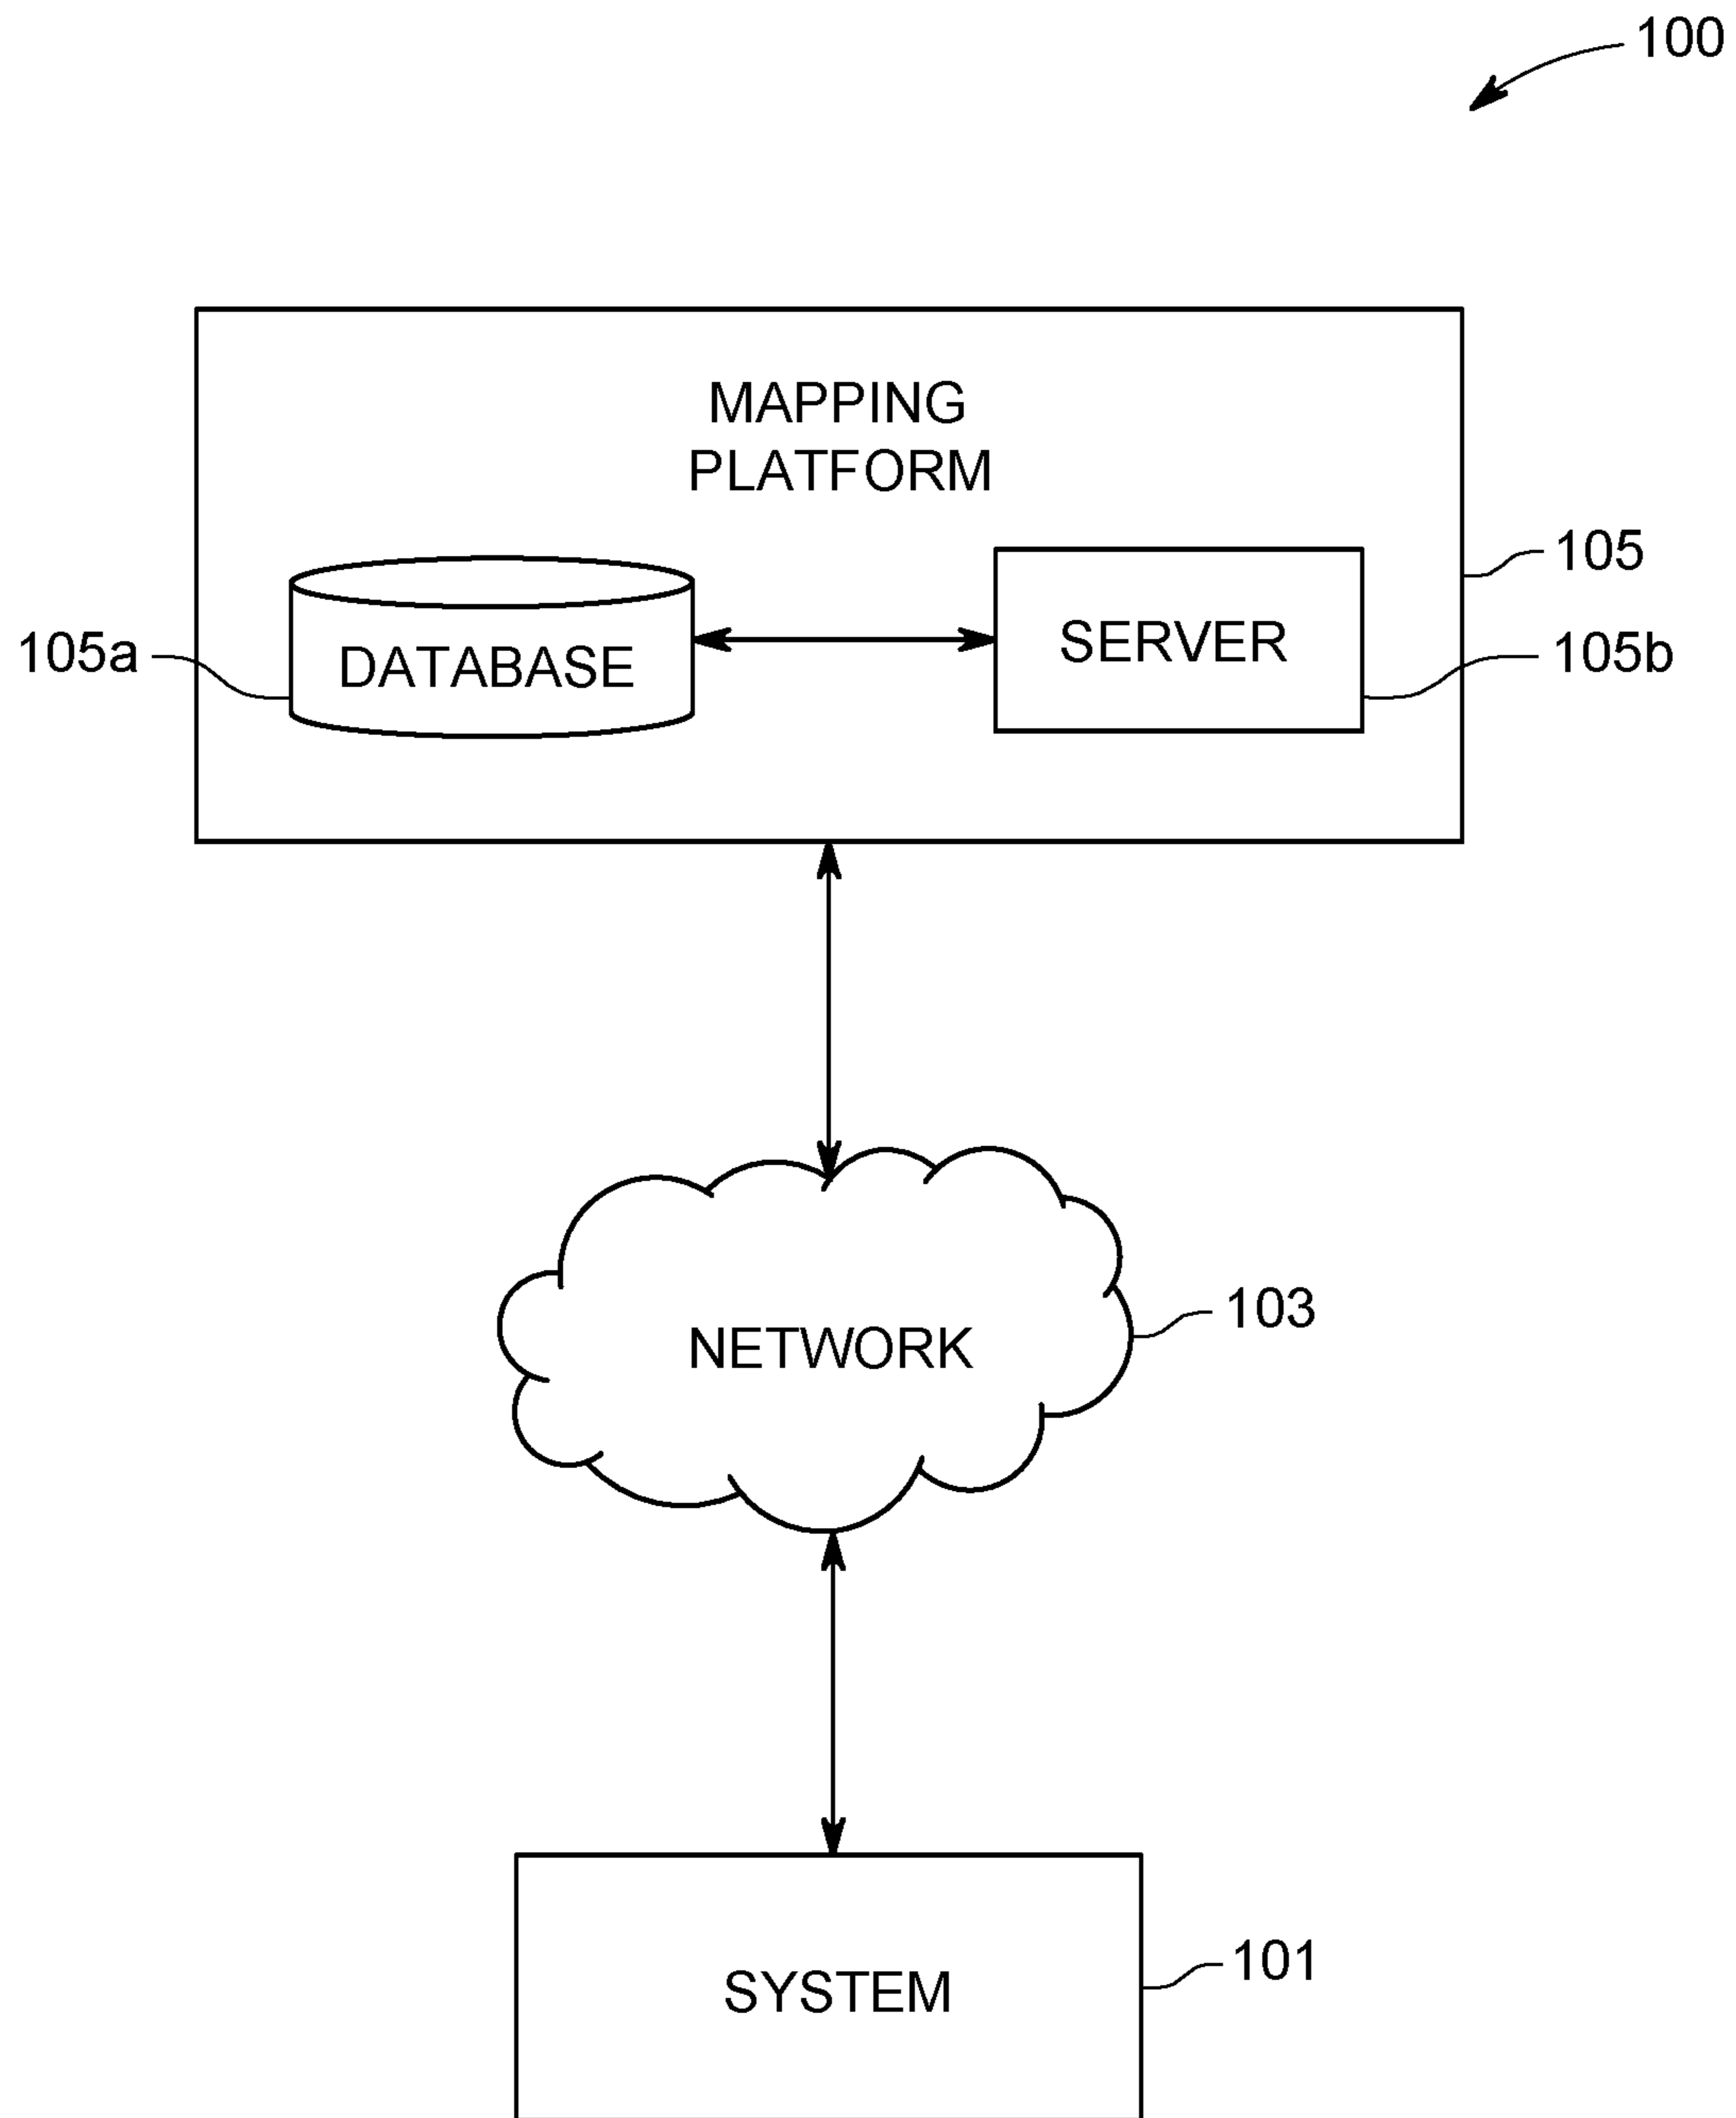 100
MAPPING
PLATFORM
105
105a
DATABASE
SERVER
105b
NETWORK
103
SYSTEM
101